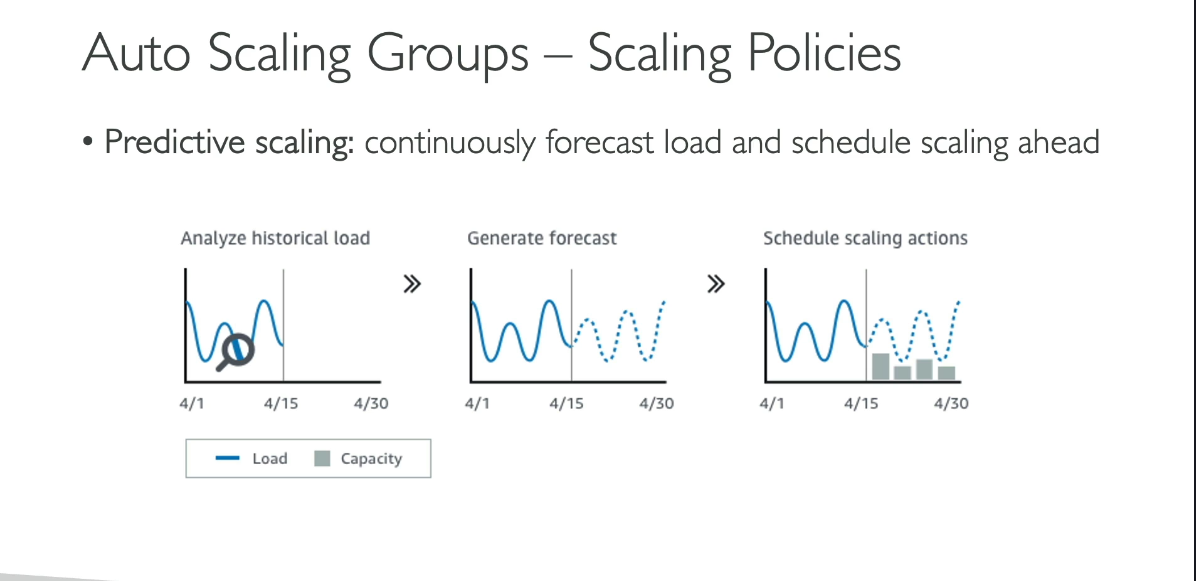 Auto Scaling Groups – Scaling Policies
• Predictive scaling: continuously forecast load and schedule scaling ahead
Analyze historical load
Generate forecast
Schedule scaling actions
4/1 4/15 4/30
4/1 4/15 4/30
4/1 4/15 4/30
Load Capacity